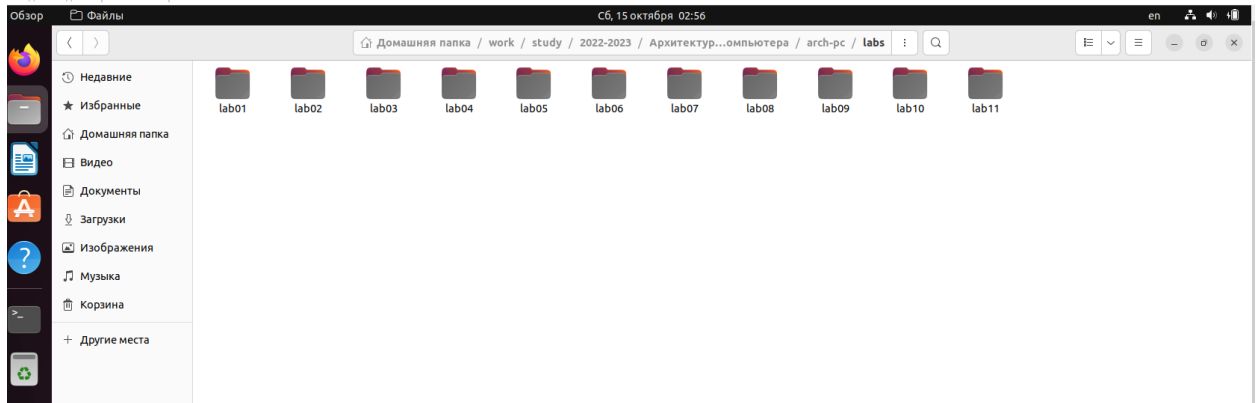 Обзор Файлы Сб, 15 октября 02:56 en
Домашняя папка / work / study / 2022-2023 / Архитектур...омпьютера / arch-pc / labs
Недавние
Избранные
Домашняя папка
Видео
Документы
Загрузки
Изображения
Музыка
Корзина
+ Другие места
lab01 lab02 lab03 lab04 lab05 lab06 lab07 lab08 lab09 lab10 lab11